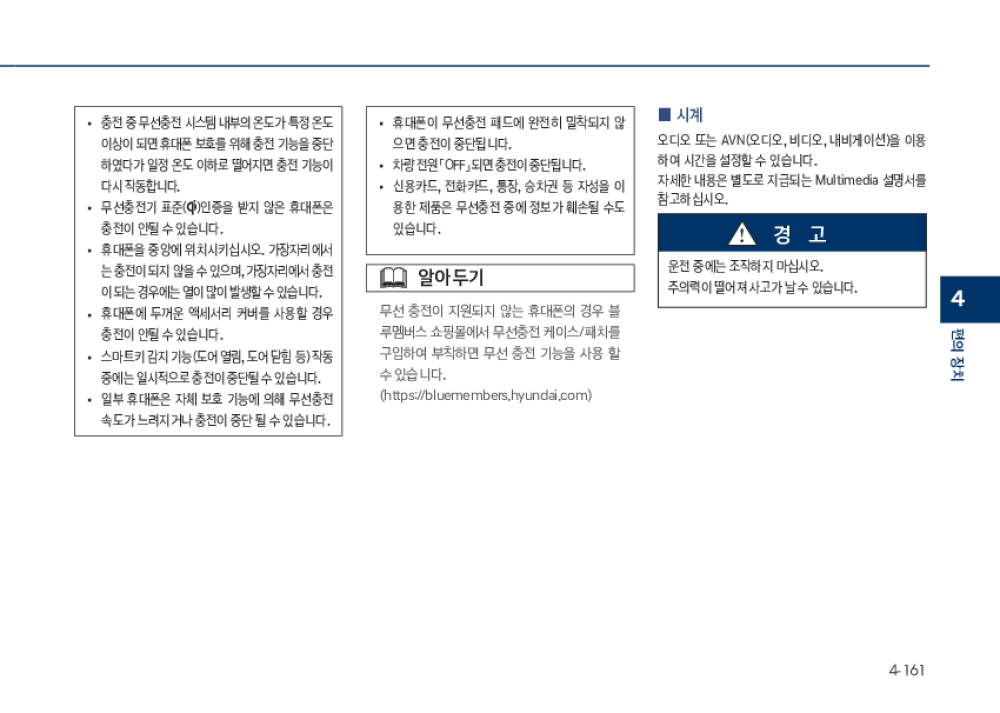 • 충전 중 무선충전 시스템 내부의 온도가 특정 온도
이상이 되면 휴대폰 보호를 위해 충전 기능을 중단
하였다가 일정 온도 이하로 떨어지면 충전 기능이
다시 작동합니다.
• 무선충전기 표준(Qi)인증을 받지 않은 휴대폰은
충전이 안될 수 있습니다.
• 휴대폰을 중앙에 위치시키십시오. 가장자리에서
는 충전이 되지 않을 수 있으며, 가장자리에서 충전
이 되는 경우에는 열이 많이 발생할 수 있습니다.
• 휴대폰에 두꺼운 액세서리 커버를 사용할 경우
충전이 안될 수 있습니다.
• 스마트키 감지 기능(도어 열림, 도어 닫힘 등) 작동
중에는 일시적으로 충전이 중단될 수 있습니다.
• 일부 휴대폰은 자체 보호 기능에 의해 무선충전
속도가 느려지거나 충전이 중단 될 수 있습니다.
• 휴대폰이 무선충전 패드에 완전히 밀착되지 않
으면 충전이 중단됩니다.
• 차량 전원「OFF」되면 충전이 중단됩니다.
• 신용카드, 전화카드, 통장, 승차권 등 자성을 이
용한 제품은 무선충전 중에 정보가 훼손될 수도
있습니다.
알아두기
무선 충전이 지원되지 않는 휴대폰의 경우 블
루멤버스 쇼핑몰에서 무선충전 케이스/패치를
구입하여 부착하면 무선 충전 기능을 사용 할
수 있습니다.
(https://bluemembers.hyundai.com)
■ 시계
오디오 또는 AVN(오디오, 비디오, 내비게이션)을 이용
하여 시간을 설정할 수 있습니다.
자세한 내용은 별도로 지급되는 Multimedia 설명서를
참고하십시오.
경 고
운전 중에는 조작하지 마십시오.
주의력이 떨어져 사고가 날 수 있습니다.
4
편의 장치
4-161